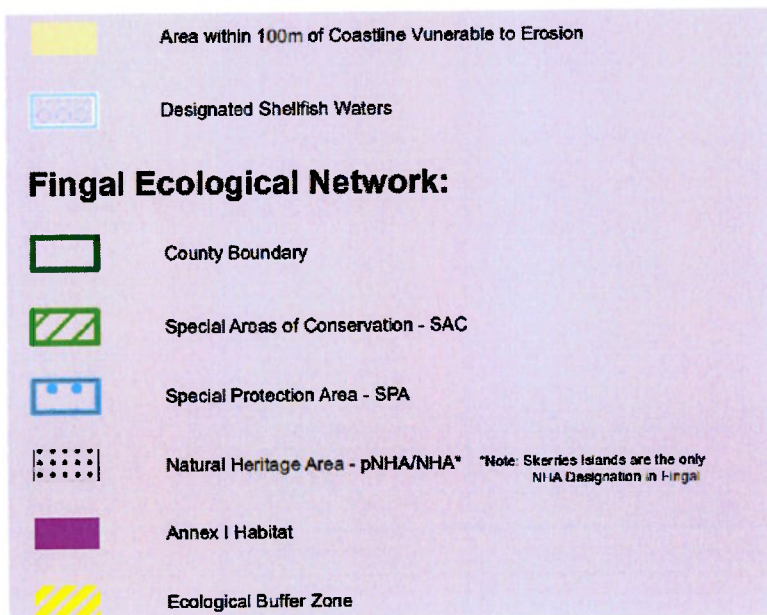 Area within 100m of Coastline Vunerable to Erosion
Designated Shellfish Waters
Fingal Ecological Network:
County Boundary
Special Areas of Conservation - SAC
Special Protection Area - SPA
Natural Heritage Area - pNHA/NHA* *Note: Skerries Islands are the only
NHA Designation in Fingal
Annex I Habitat
Ecological Buffer Zone